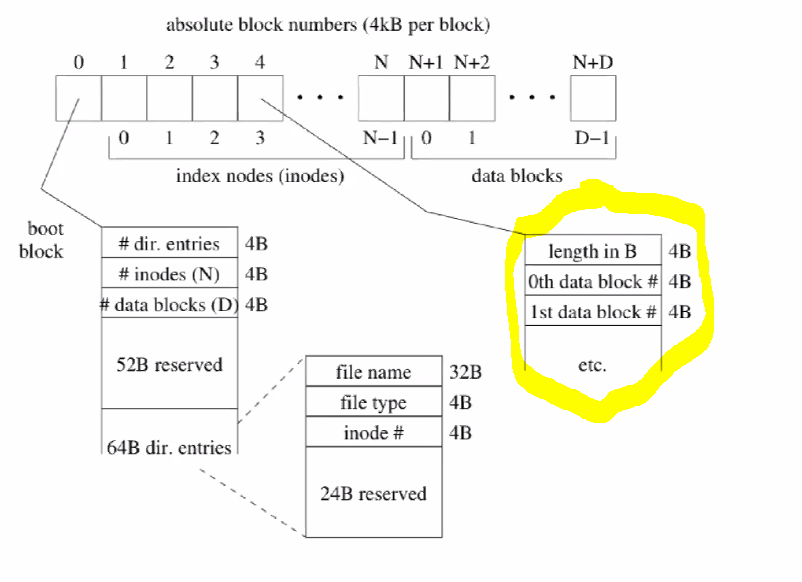 absolute block numbers (4kB per block)
0 1 2 3 4 • • • N N+1 N+2 • • • N+D
0 1 2 3 N−1 0 1 D−1
index nodes (inodes) data blocks
boot
block
# dir. entries 4B
# inodes (N) 4B
# data blocks (D) 4B
52B reserved
64B dir. entries
file name 32B
file type 4B
inode # 4B
24B reserved
length in B 4B
0th data block # 4B
1st data block # 4B
etc.